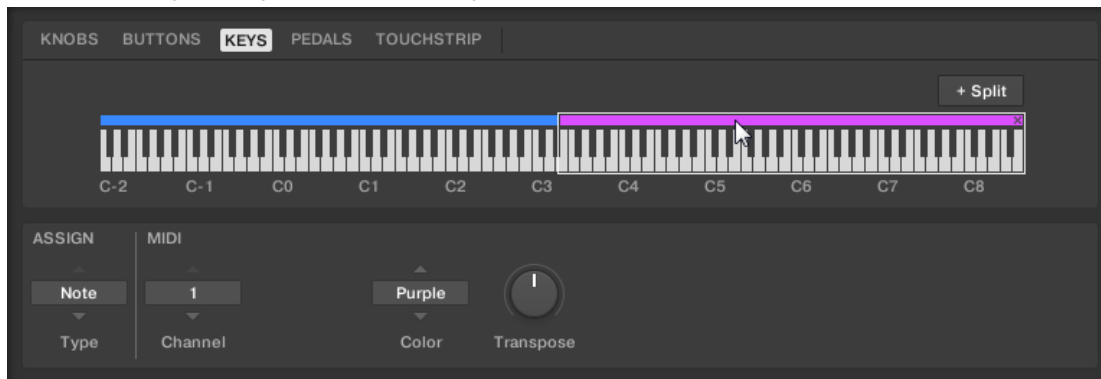 KNOBS BUTTONS KEYS PEDALS TOUCHSTRIP
+ Split
C-2 C-1 C0 C1 C2 C3 C4 C5 C6 C7 C8
ASSIGN MIDI
Note 1 Purple
Type Channel Color Transpose